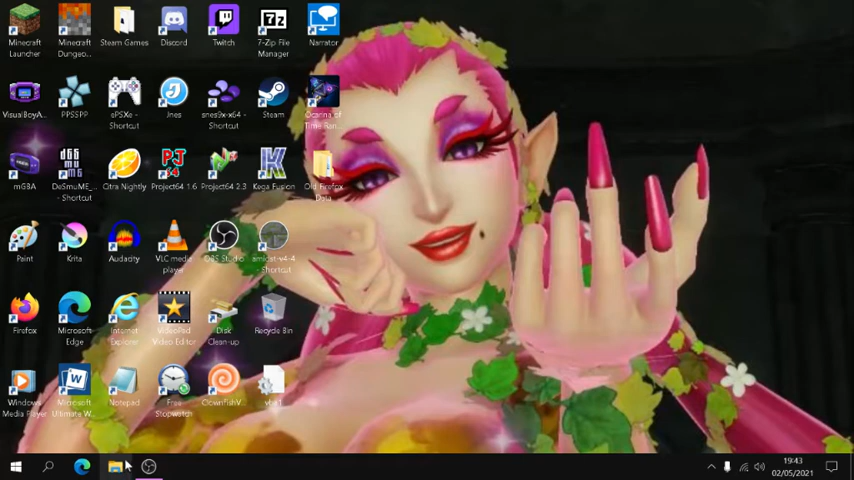 Minecraft Launcher
Minecraft Dungeo...
Steam Games
Discord
Twitch
7-Zip File Manager
Narrator
VisualBoyA...
PPSSPP
ePSXe - Shortcut
Jnes
snes9x-x64 - Shortcut
Steam
Ocarina of Time Ran...
mGBA
DeSmuME_... - Shortcut
Citra Nightly
Project64 1.6
Project64 2.3
Kega Fusion
Old Firefox Data
Paint
Krita
Audacity
VLC media player
OBS Studio
amidst-v4-4 - Shortcut
Firefox
Microsoft Edge
Internet Explorer
VideoPad Video Editor
Disk Clean-up
Recycle Bin
Windows Media Player
Microsoft Ultimate W...
Notepad
Free Stopwatch
ClownfishV...
vba1
19:43
02/05/2021